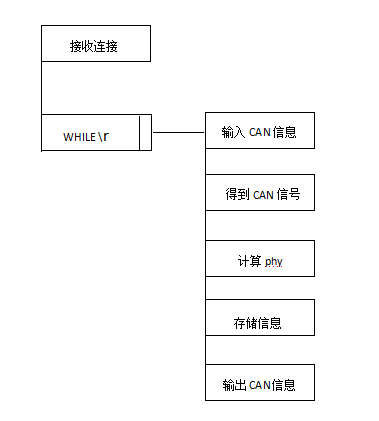 接收连接
WHILE\r
输入 CAN 信息
得到 CAN 信号
计算 phy
存储信息
输出 CAN 信息